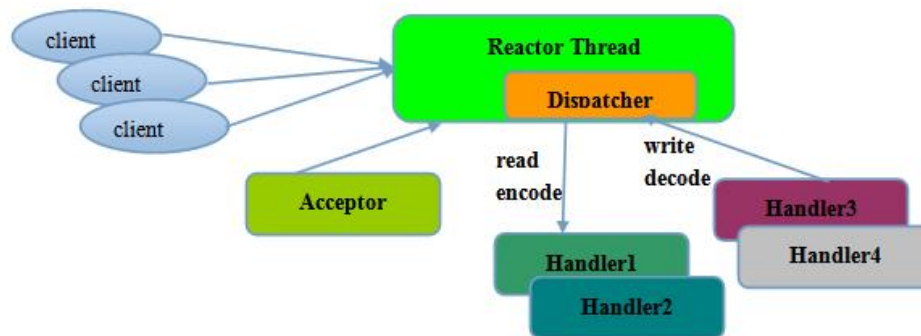 client
client
client
Reactor Thread
Dispatcher
read
encode
write
decode
Acceptor
Handler1
Handler2
Handler3
Handler4